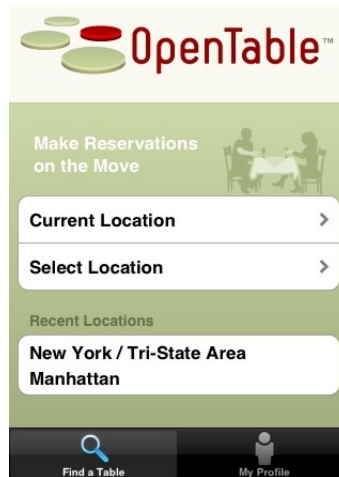 OpenTable™
Make Reservations
on the Move
Current Location
Select Location
Recent Locations
New York / Tri-State Area
Manhattan
Find a Table
My Profile